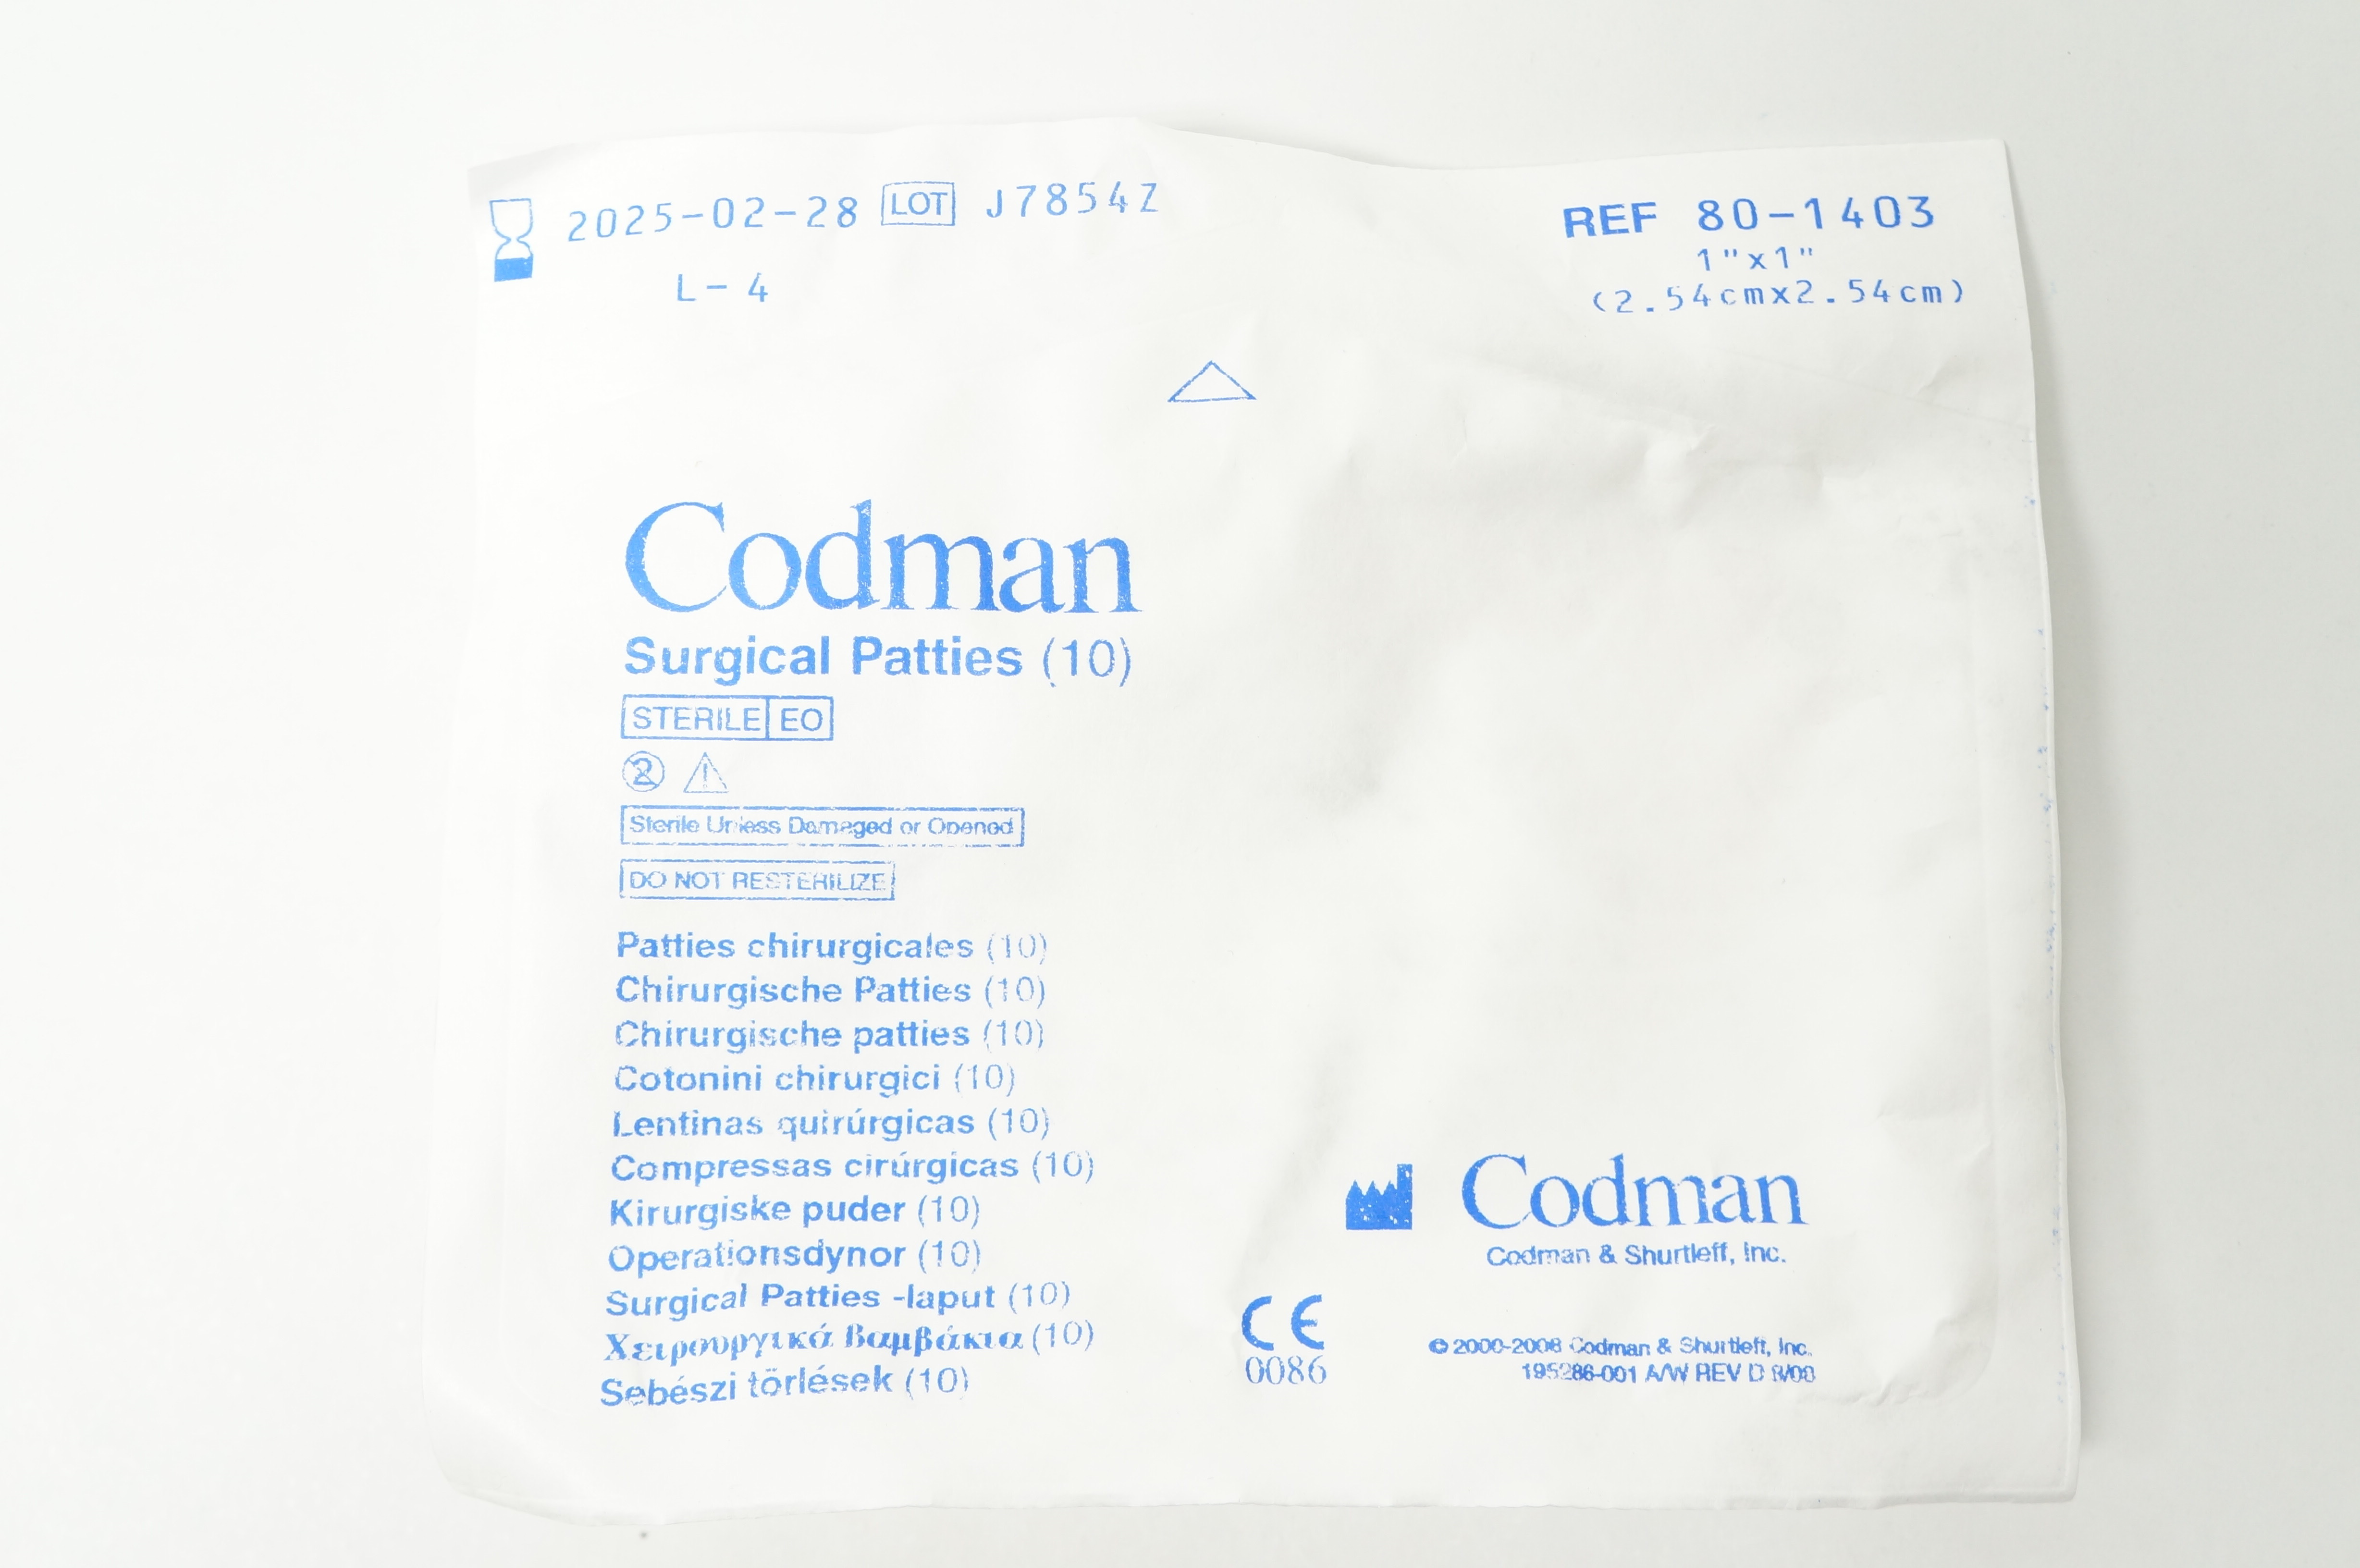 2025-02-28 LOT J7854Z
L-4
REF 80-1403
1"x1"
(2.54cmx2.54cm)
Codman
Surgical Patties (10)
STERILE EO
2
Sterile Unless Damaged or Opened
DO NOT RESTERILIZE
Patties chirurgicales (10)
Chirurgische Patties (10)
Chirurgische patties (10)
Cotonini chirurgici (10)
Lentinas quirúrgicas (10)
Compressas cirúrgicas (10)
Kirurgiske puder (10)
Operationsdynor (10)
Surgical Patties -laput (10)
Χειρουργικά Βαμβάκια (10)
Sebészi törlések (10)
CE
0086
Codman
Codman & Shurtleff, Inc.
© 2000-2008 Codman & Shurtleff, Inc.
195286-001 A/W REV D